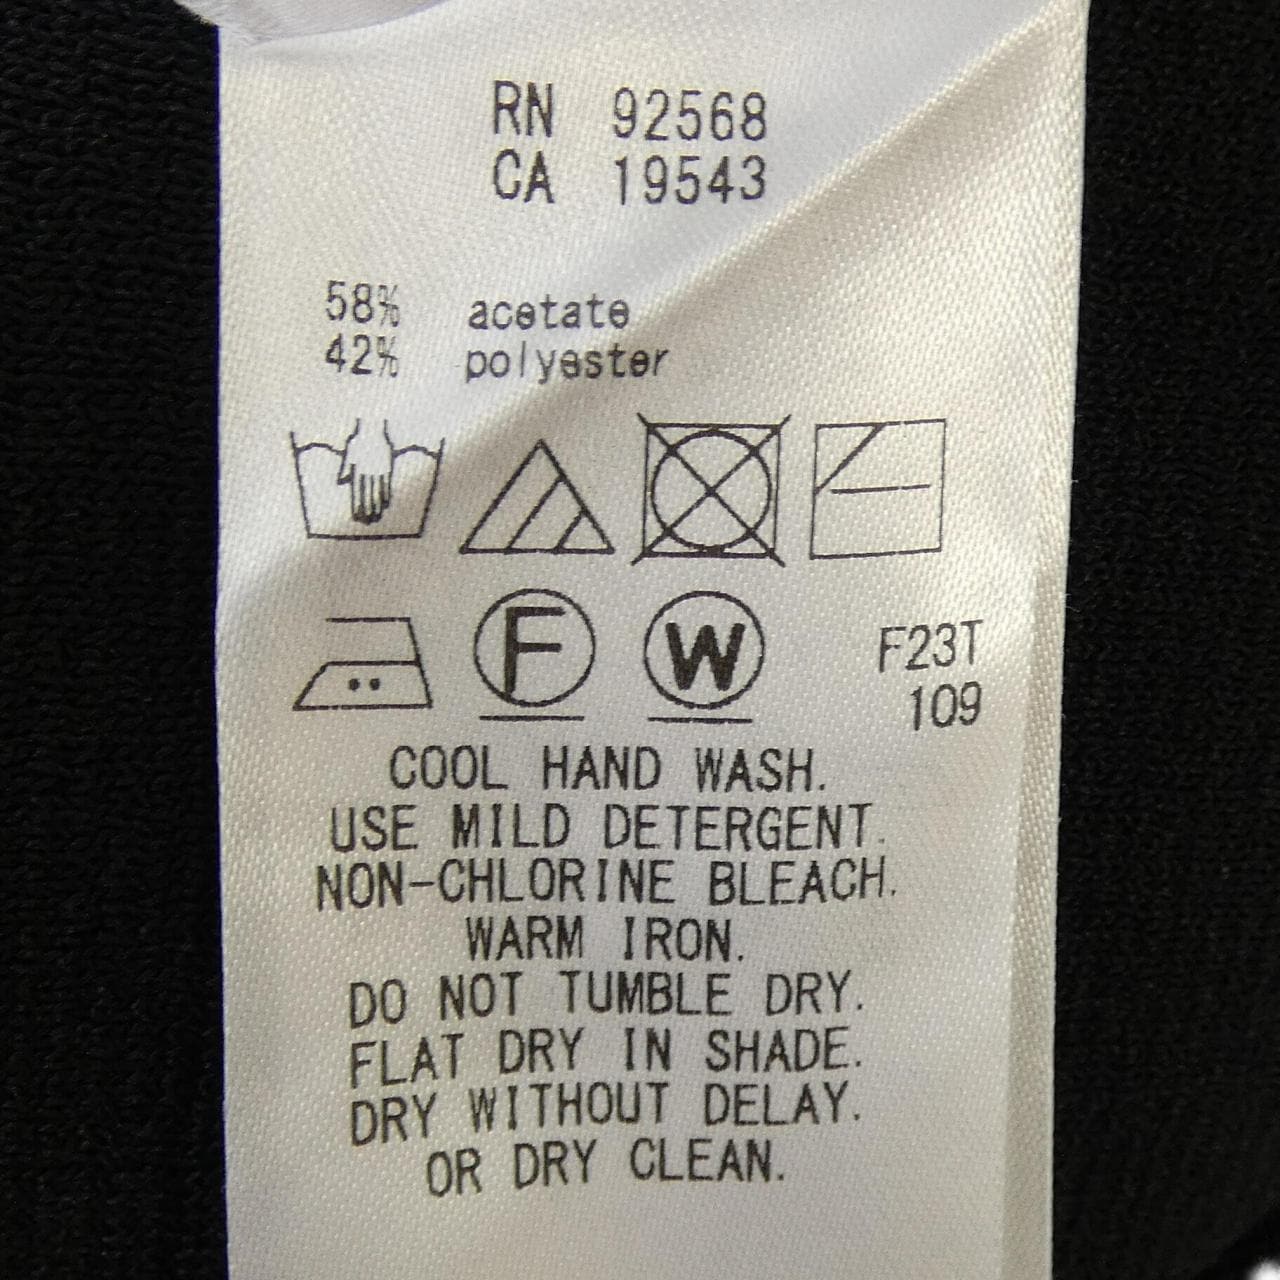 RN 92568
CA 19543
58% acetate
42% polyester
F
W
F23T
109
COOL HAND WASH.
USE MILD DETERGENT.
NON-CHLORINE BLEACH.
WARM IRON.
DO NOT TUMBLE DRY.
FLAT DRY IN SHADE.
DRY WITHOUT DELAY.
OR DRY CLEAN.